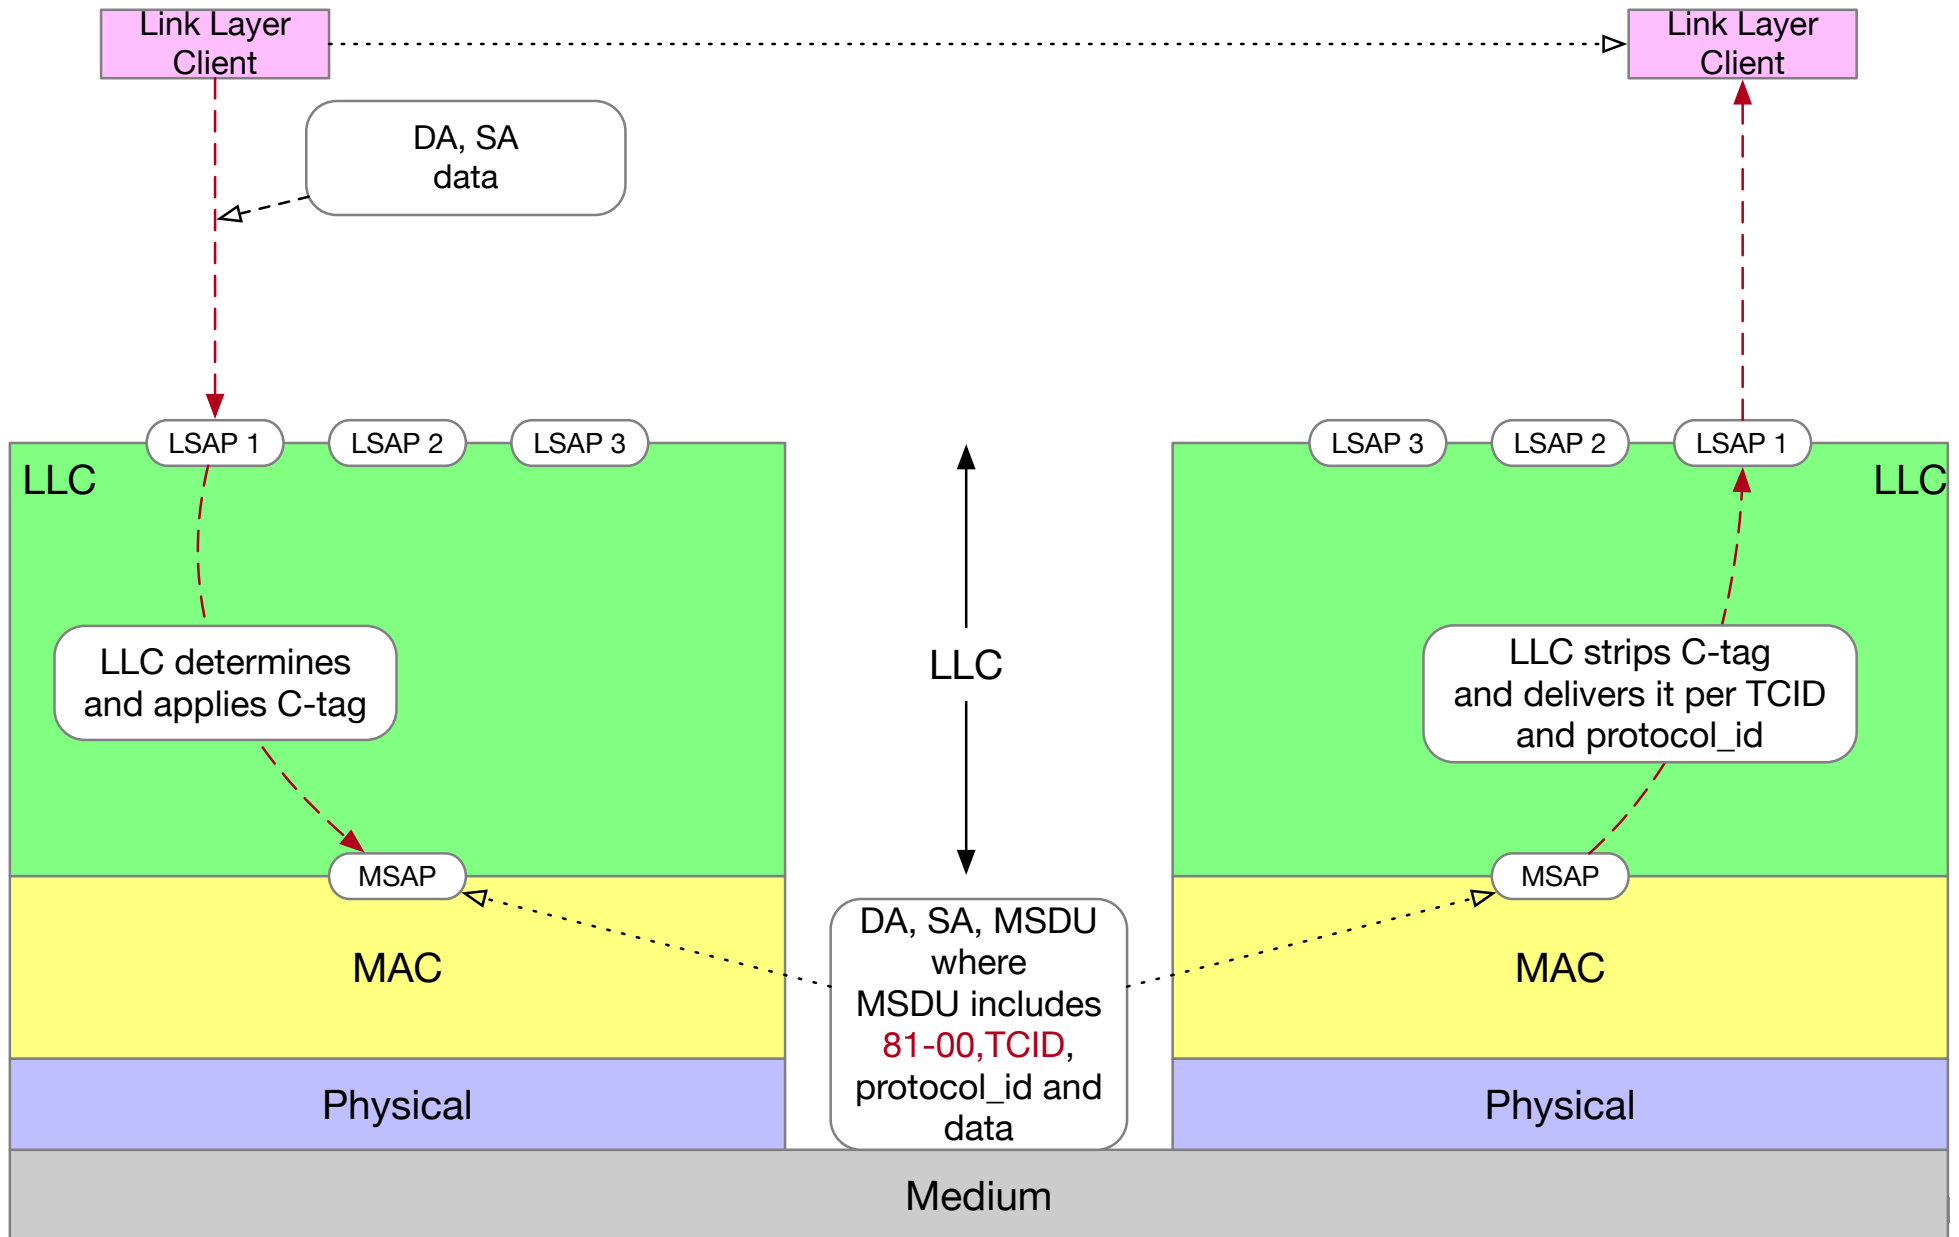 Link Layer
Client
Link Layer
Client
DA, SA
data
LSAP 1
LSAP 2
LSAP 3
LSAP 3
LSAP 2
LSAP 1
LLC
LLC
LLC determines
and applies C-tag
LLC
LLC strips C-tag
and delivers it per TCID
and protocol_id
MSAP
MSAP
DA, SA, MSDU
where
MSDU includes
81-00,TCID,
protocol_id and
data
MAC
MAC
Physical
Physical
Medium